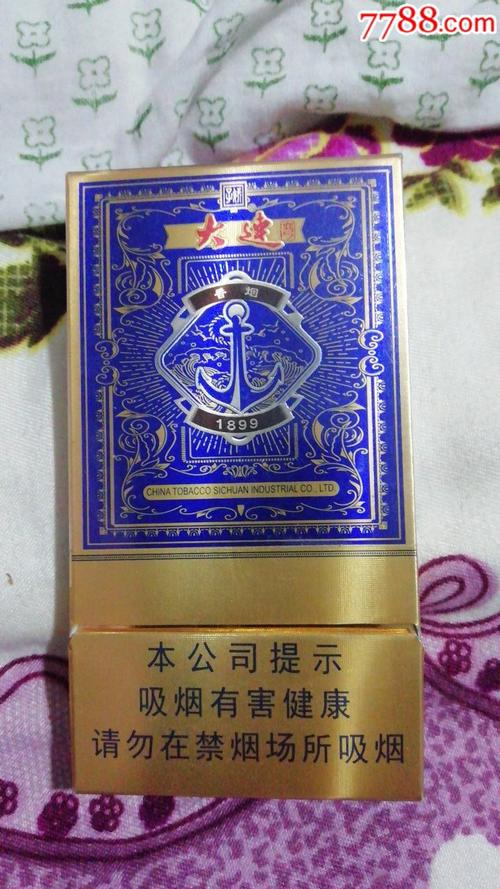 7788.com
大连
香烟
1899
CHINA TOBACCO SICHUAN INDUSTRIAL CO., LTD
本公司提示
吸烟有害健康
请勿在禁烟场所吸烟